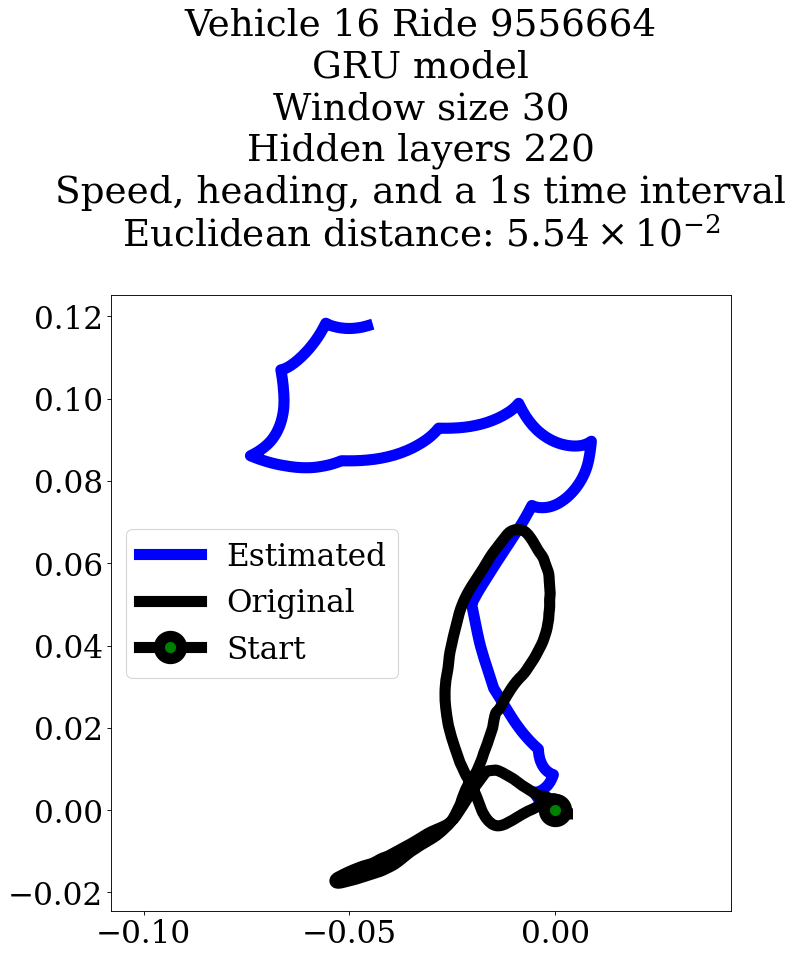 Vehicle 16 Ride 9556664
GRU model
Window size 30
Hidden layers 220
Speed, heading, and a 1s time interval
Euclidean distance: 5.54 × 10⁻²
0.12
0.10
0.08
0.06
0.04
0.02
0.00
−0.02
Estimated
Original
Start
−0.10
−0.05
0.00